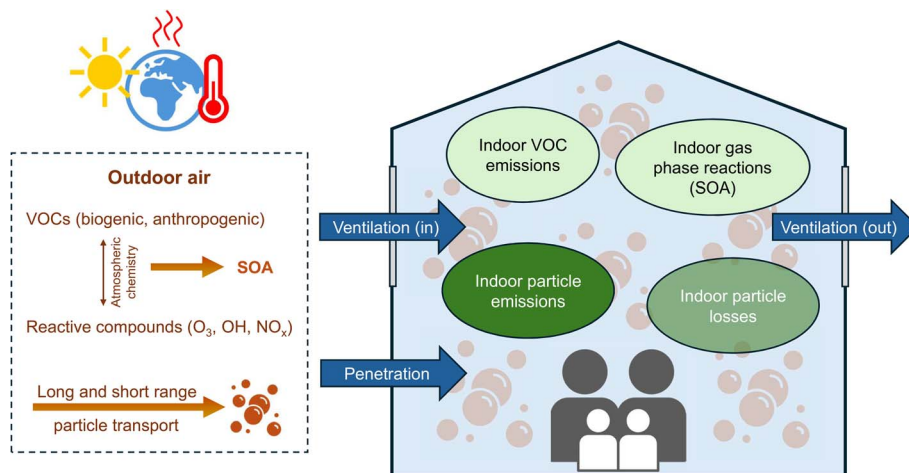 Outdoor air
VOCs (biogenic, anthropogenic)
Atmospheric
chemistry
SOA
Reactive compounds (O₃, OH, NOₓ)
Long and short range
particle transport
Ventilation (in)
Penetration
Indoor VOC
emissions
Indoor gas
phase reactions
(SOA)
Indoor particle
emissions
Indoor particle
losses
Ventilation (out)